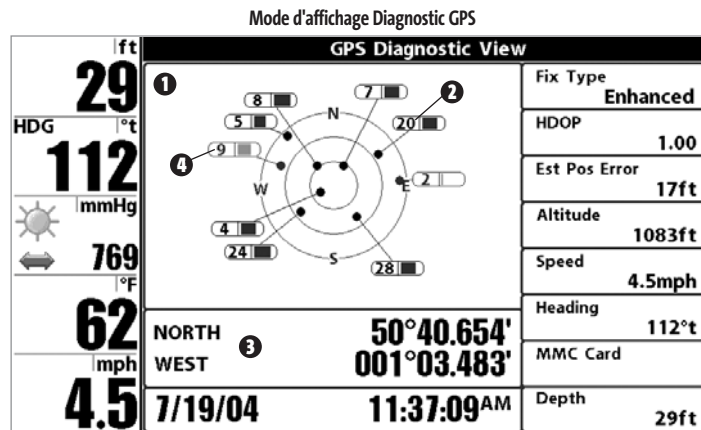 Mode d'affichage Diagnostic GPS
ft
29
HDG °t
112
mmHg
769
°F
62
mph
4.5
GPS Diagnostic View
1
8
7
2
5
N
20
4
9
W
E
2
4
24
S
28
NORTH 50°40.654'
3
WEST 001°03.483'
7/19/04 11:37:09AM
Fix Type
Enhanced
HDOP
1.00
Est Pos Error
17ft
Altitude
1083ft
Speed
4.5mph
Heading
112°t
MMC Card
Depth
29ft